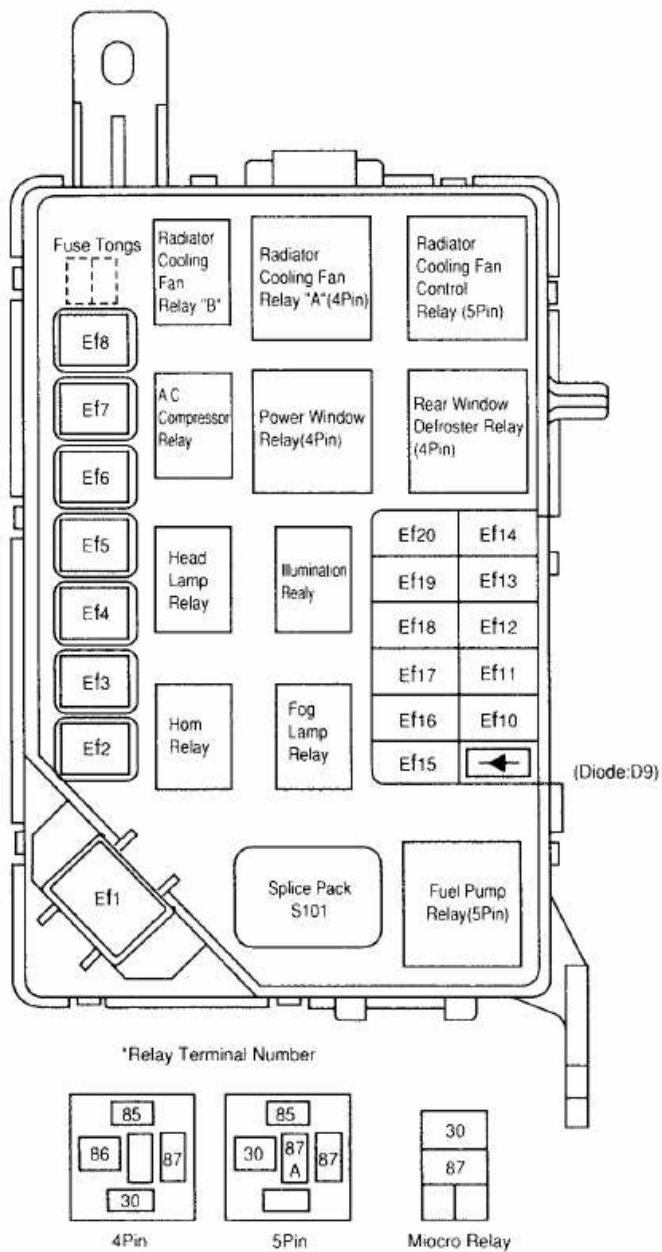 Fuse Tongs
Radiator
Cooling
Fan
Relay "B"
Radiator
Cooling Fan
Relay "A"(4Pin)
Radiator
Cooling Fan
Control
Relay (5Pin)
Ef8
Ef7
Ef6
Ef5
Ef4
Ef3
Ef2
A C
Compressor
Relay
Power Window
Relay(4Pin)
Rear Window
Defroster Relay
(4Pin)
Head
Lamp
Relay
Illumination
Realy
Ef20 Ef14
Ef19 Ef13
Ef18 Ef12
Ef17 Ef11
Ef16 Ef10
Ef15
(Diode:D9)
Horn
Relay
Fog
Lamp
Relay
Ef1
Splice Pack
S101
Fuel Pump
Relay(5Pin)
*Relay Terminal Number
85
86
87
30
4Pin
85
30
87
A
87
5Pin
30
87
Miocro Relay